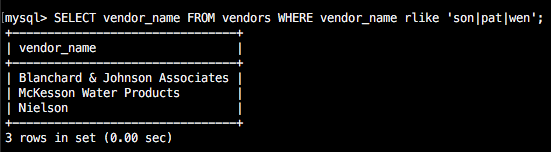 mysql> SELECT vendor_name FROM vendors WHERE vendor_name rlike 'son|pat|wen';
+--------------------------------+
| vendor_name                    |
+--------------------------------+
| Blanchard & Johnson Associates |
| McKesson Water Products        |
| Nielson                        |
+--------------------------------+
3 rows in set (0.00 sec)